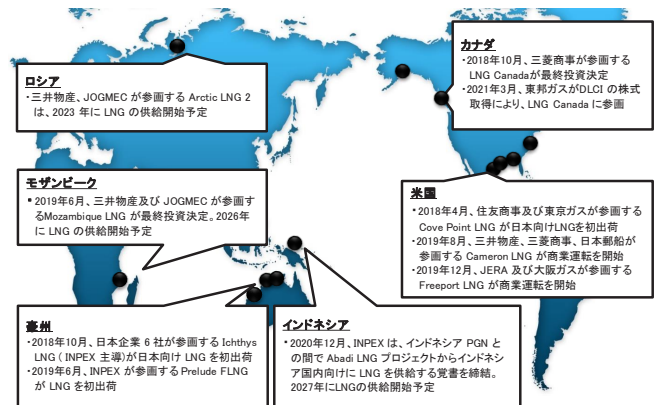 ロシア
・三井物産、JOGMEC が参画する Arctic LNG 2
は、2023 年に LNG の供給開始予定
カナダ
・2018年10月、三菱商事が参画する
LNG Canadaが最終投資決定
・2021年3月、東邦ガスがDLCI の株式
取得により、LNG Canada に参画
モザンビーク
▪2019年6月、三井物産及び JOGMEC が参画す
るMozambique LNG が最終投資決定。2026年
に LNG の供給開始予定
米国
・2018年4月、住友商事及び東京ガスが参画する
Cove Point LNG が日本向けLNGを初出荷
・2019年8月、三井物産、三菱商事、日本郵船が
参画する Cameron LNG が商業運転を開始
・2019年12月、JERA 及び大阪ガスが参画する
Freeport LNG が商業運転を開始
豪州
・2018年10月、日本企業 6 社が参画する Ichthys
LNG ( INPEX 主導)が日本向け LNG を初出荷
・2019年6月、INPEX が参画する Prelude FLNG
が LNG を初出荷
インドネシア
・2020年12月、INPEX は、インドネシア PGN と
の間で Abadi LNG プロジェクトからインドネシ
ア国内向けに LNG を供給する覚書を締結。
2027年にLNGの供給開始予定